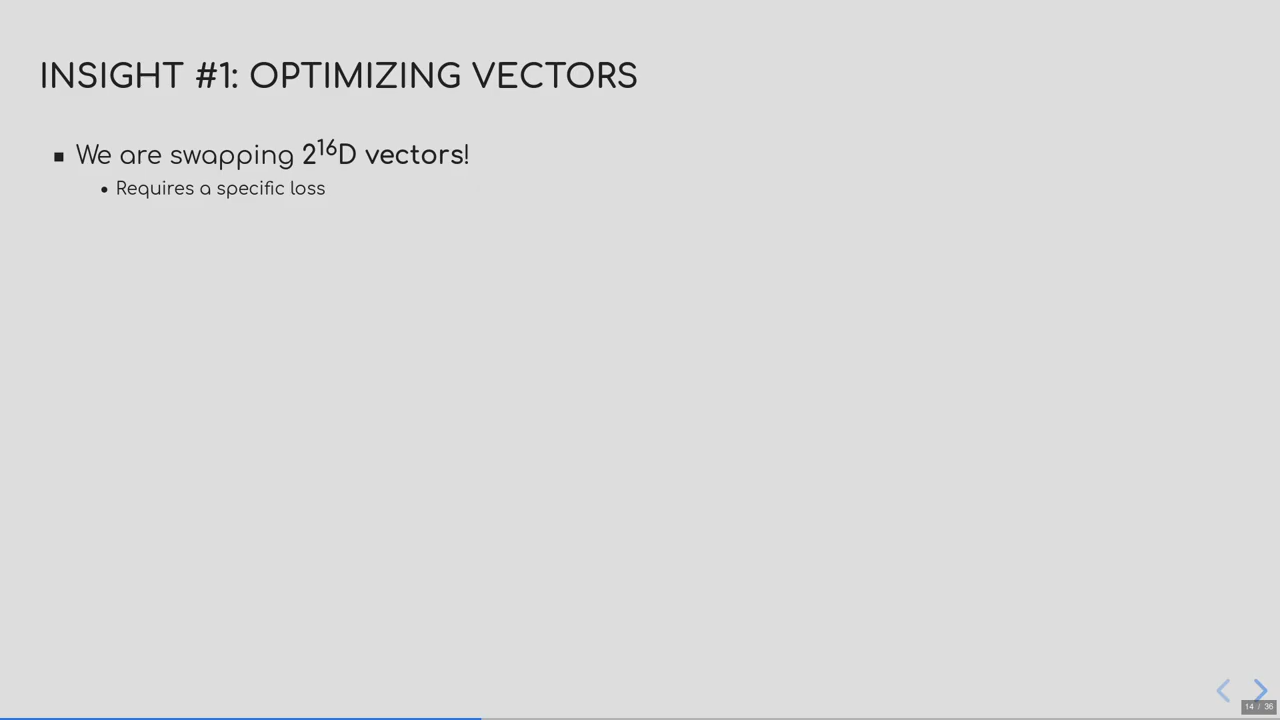 INSIGHT #1: OPTIMIZING VECTORS
▪ We are swapping 2¹⁶D vectors!
• Requires a specific loss
14 / 36